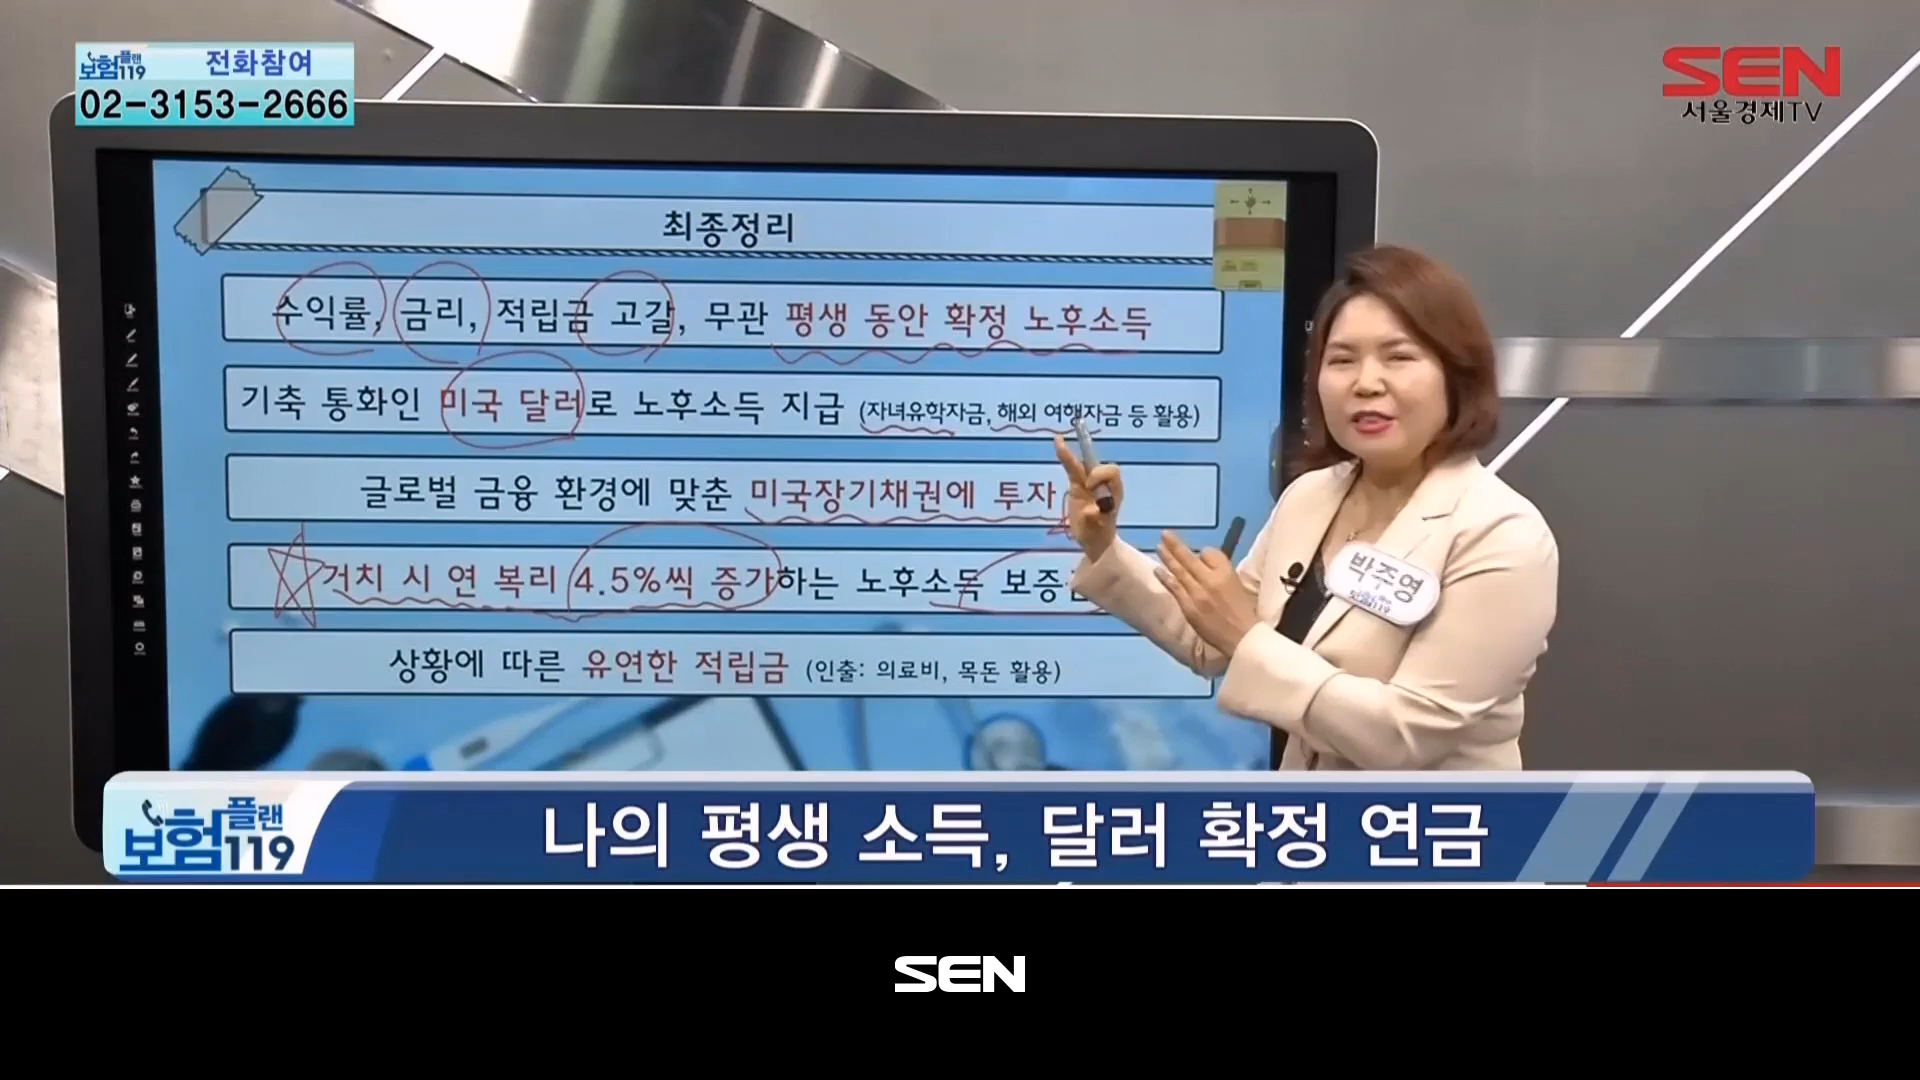 보험플랜119
전화참여
02-3153-2666
SEN
서울경제TV
최종정리
수익률, 금리, 적립금 고갈, 무관 평생 동안 확정 노후소득
기축 통화인 미국 달러로 노후소득 지급 (자녀유학자금, 해외 여행자금 등 활용)
글로벌 금융 환경에 맞춘 미국장기채권에 투자
거치 시 연 복리 4.5%씩 증가하는 노후소득 보증
상황에 따른 유연한 적립금 (인출: 의료비, 목돈 활용)
박주영
보험플랜119
나의 평생 소득, 달러 확정 연금
SEN